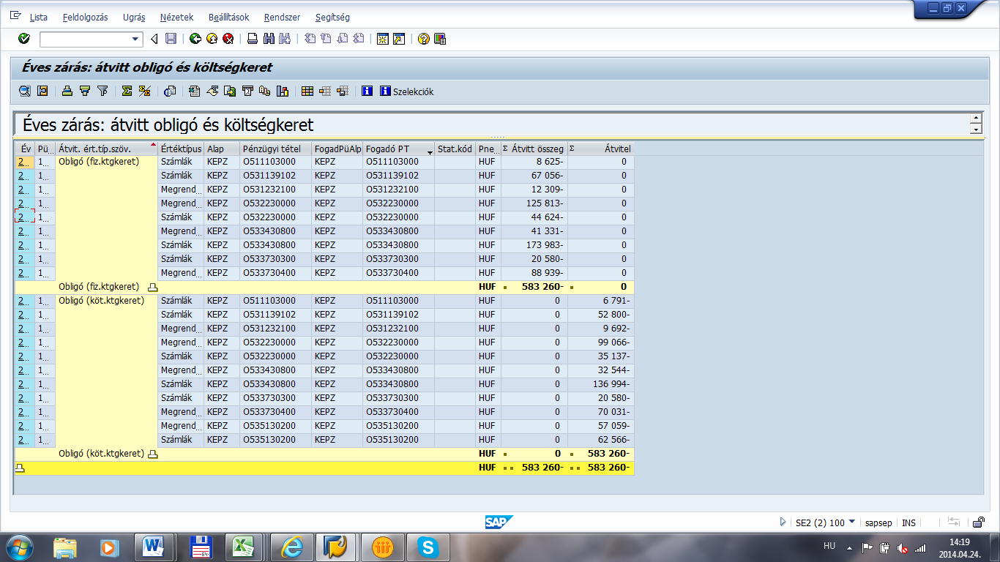 Lista Feldolgozás Ugrás Nézetek Beállítások Rendszer Segítség
Éves zárás: átvitt obligó és költségkeret
Szelekciók
Éves zárás: átvitt obligó és költségkeret
Év Pü... Átvit. ért.típ.szöv. Értéktípus Alap Pénzügyi tétel FogadPüAlp Fogadó PT Stat.kód Pne... Σ Átvitt összeg Σ Átvitel
2... 1... Obligó (fiz.ktgkeret) Számlák KEPZ O511103000 KEPZ O511103000 HUF 8 625- 0
2... 1... Számlák KEPZ O531139102 KEPZ O531139102 HUF 67 056- 0
2... 1... Megrend... KEPZ O531232100 KEPZ O531232100 HUF 12 309- 0
2... 1... Megrend... KEPZ O532230000 KEPZ O532230000 HUF 125 813- 0
2... 1... Számlák KEPZ O532230000 KEPZ O532230000 HUF 44 624- 0
2... 1... Megrend... KEPZ O533430800 KEPZ O533430800 HUF 41 331- 0
2... 1... Számlák KEPZ O533430800 KEPZ O533430800 HUF 173 983- 0
2... 1... Számlák KEPZ O533730300 KEPZ O533730300 HUF 20 580- 0
2... 1... Megrend... KEPZ O533730400 KEPZ O533730400 HUF 88 939- 0
Obligó (fiz.ktgkeret) HUF 583 260- 0
2... 1... Obligó (köt.ktgkeret) Számlák KEPZ O511103000 KEPZ O511103000 HUF 0 6 791-
2... 1... Számlák KEPZ O531139102 KEPZ O531139102 HUF 0 52 800-
2... 1... Megrend... KEPZ O531232100 KEPZ O531232100 HUF 0 9 692-
2... 1... Megrend... KEPZ O532230000 KEPZ O532230000 HUF 0 99 066-
2... 1... Számlák KEPZ O532230000 KEPZ O532230000 HUF 0 35 137-
2... 1... Megrend... KEPZ O533430800 KEPZ O533430800 HUF 0 32 544-
2... 1... Számlák KEPZ O533430800 KEPZ O533430800 HUF 0 136 994-
2... 1... Számlák KEPZ O533730300 KEPZ O533730300 HUF 0 20 580-
2... 1... Megrend... KEPZ O533730400 KEPZ O533730400 HUF 0 70 031-
2... 1... Megrend... KEPZ O535130200 KEPZ O535130200 HUF 0 57 059-
2... 1... Számlák KEPZ O535130200 KEPZ O535130200 HUF 0 62 566-
Obligó (köt.ktgkeret) HUF 0 583 260-
HUF 583 260- 583 260-
SAP SE2 (2) 100 sapsep INS
HU 14:19
2014.04.24.